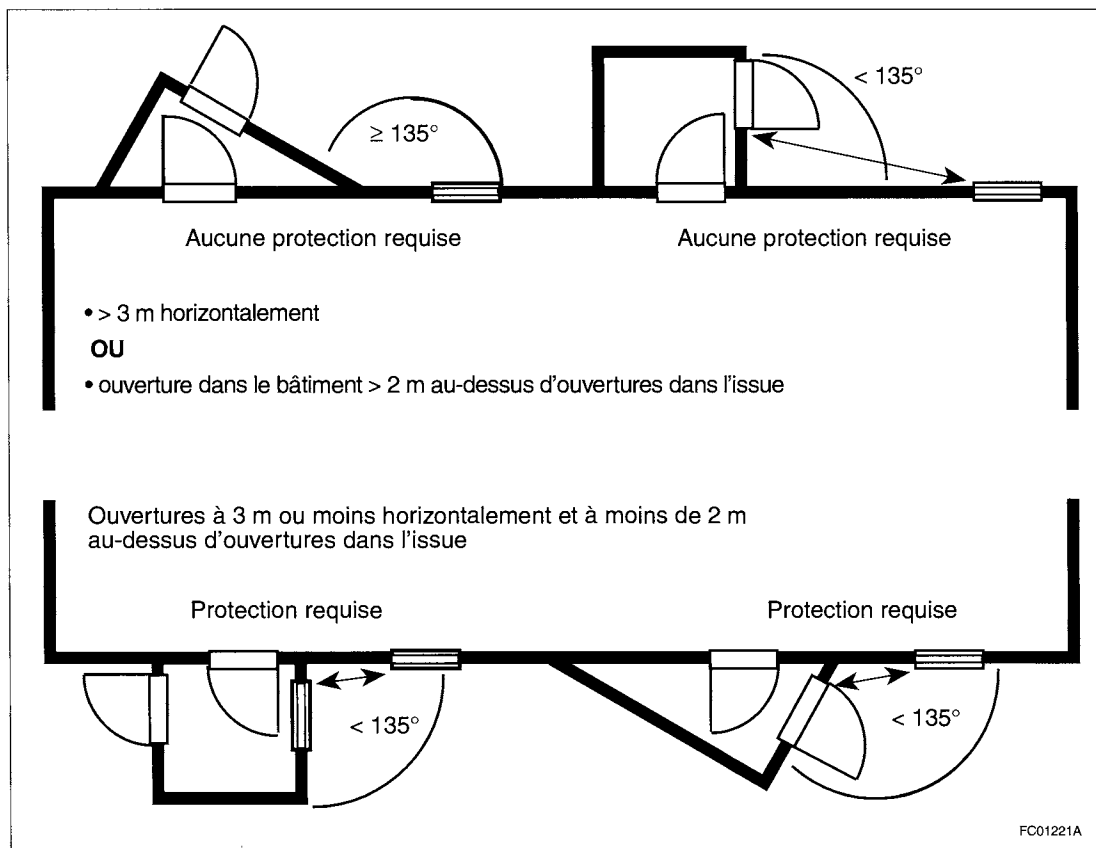 < 135°
≥ 135°
Aucune protection requise
Aucune protection requise
• > 3 m horizontalement
OU
• ouverture dans le bâtiment > 2 m au-dessus d'ouvertures dans l'issue
Ouvertures à 3 m ou moins horizontalement et à moins de 2 m
au-dessus d'ouvertures dans l'issue
Protection requise
Protection requise
< 135°
< 135°
FC01221A